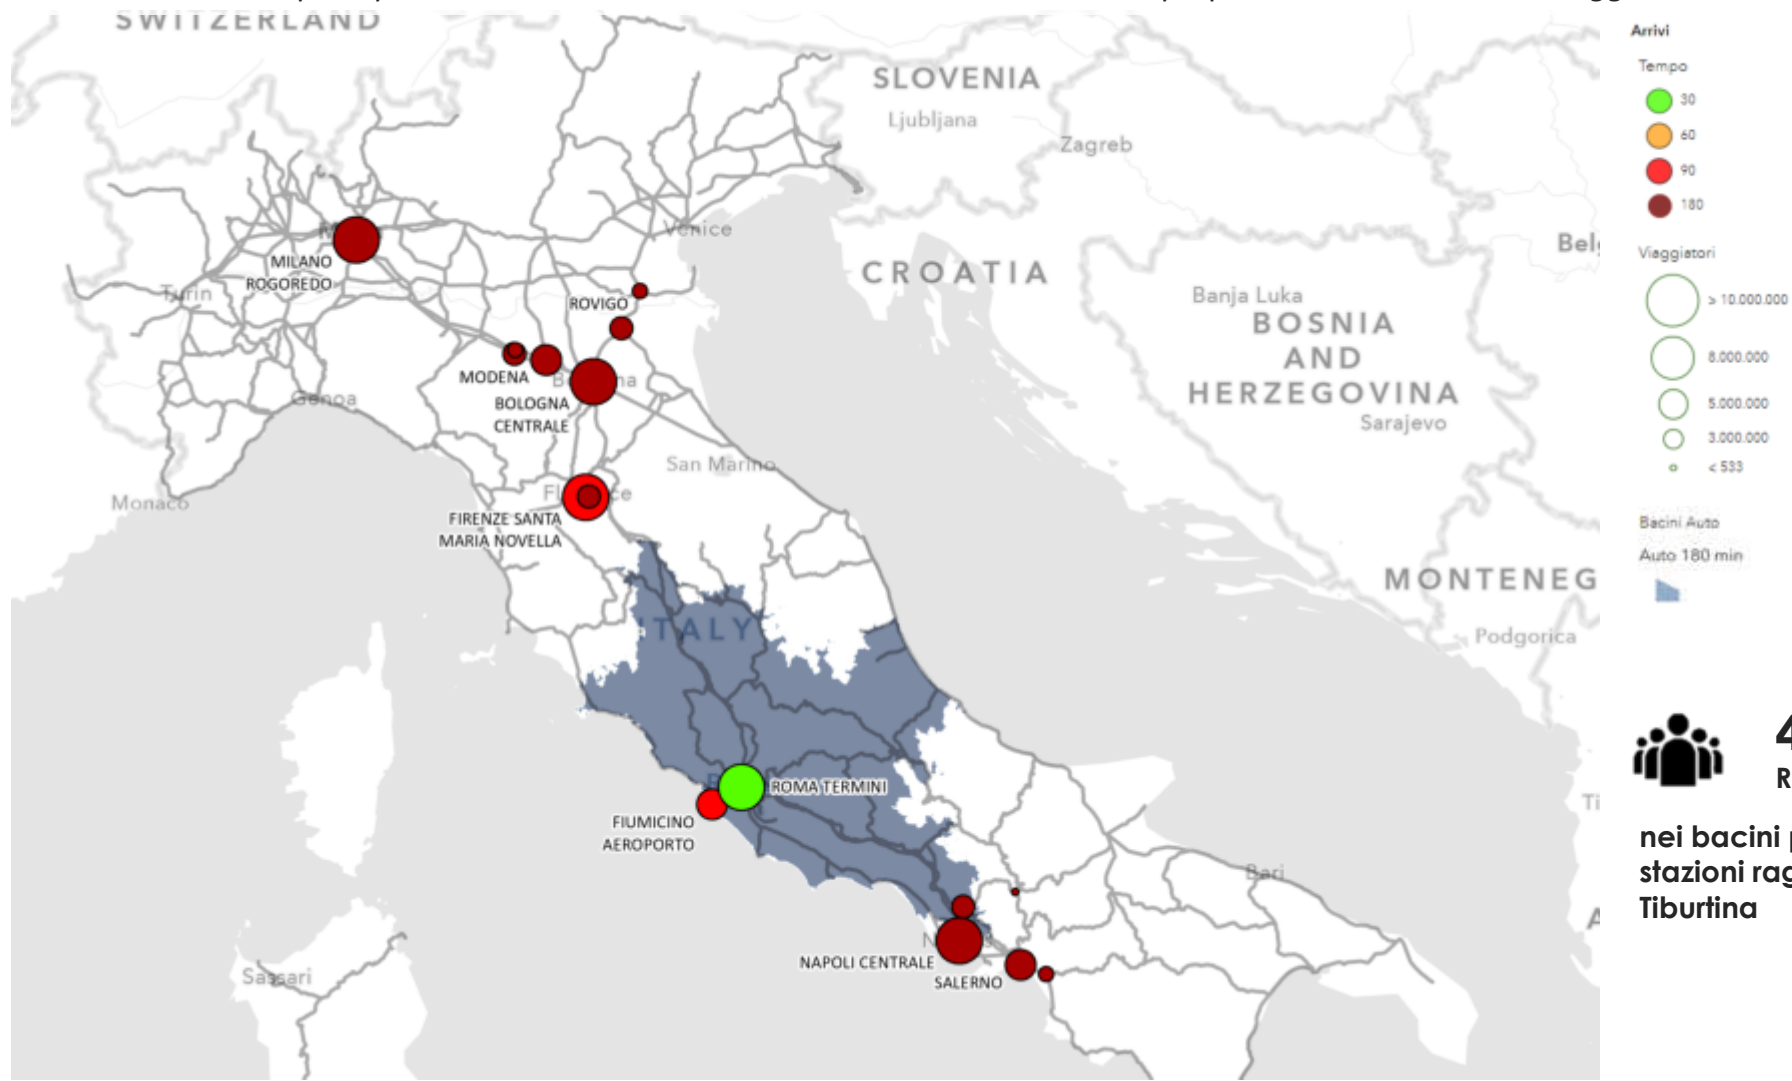 SWITZERLAND
SLOVENIA
Ljubljana
Zagreb
Venice
MILANO
ROGOREDO
Turin
ROVIGO
CROATIA
Banja Luka
BOSNIA
AND
HERZEGOVINA
Sarajevo
MODENA
Genoa
BOLOGNA
CENTRALE
San Marino
Monaco
FIRENZE SANTA
MARIA NOVELLA
MONTENEG
Podgorica
ITALY
ROMA TERMINI
FIUMICINO
AEROPORTO
Bari
NAPOLI CENTRALE
SALERNO
Sassari
Arrivi
Tempo
30
60
90
180
Viaggiatori
> 10.000.000
8.000.000
5.000.000
3.000.000
< 533
Bacini Auto
Auto 180 min
4
R
nei bacini
stazioni rag
Tiburtina